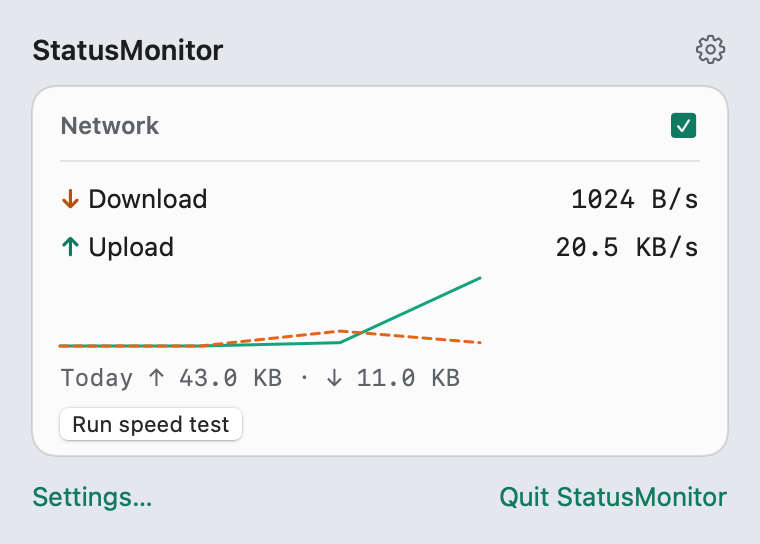 StatusMonitor
Network
↓ Download 1024 B/s
↑ Upload 20.5 KB/s
Today ↑ 43.0 KB · ↓ 11.0 KB
Run speed test
Settings... Quit StatusMonitor